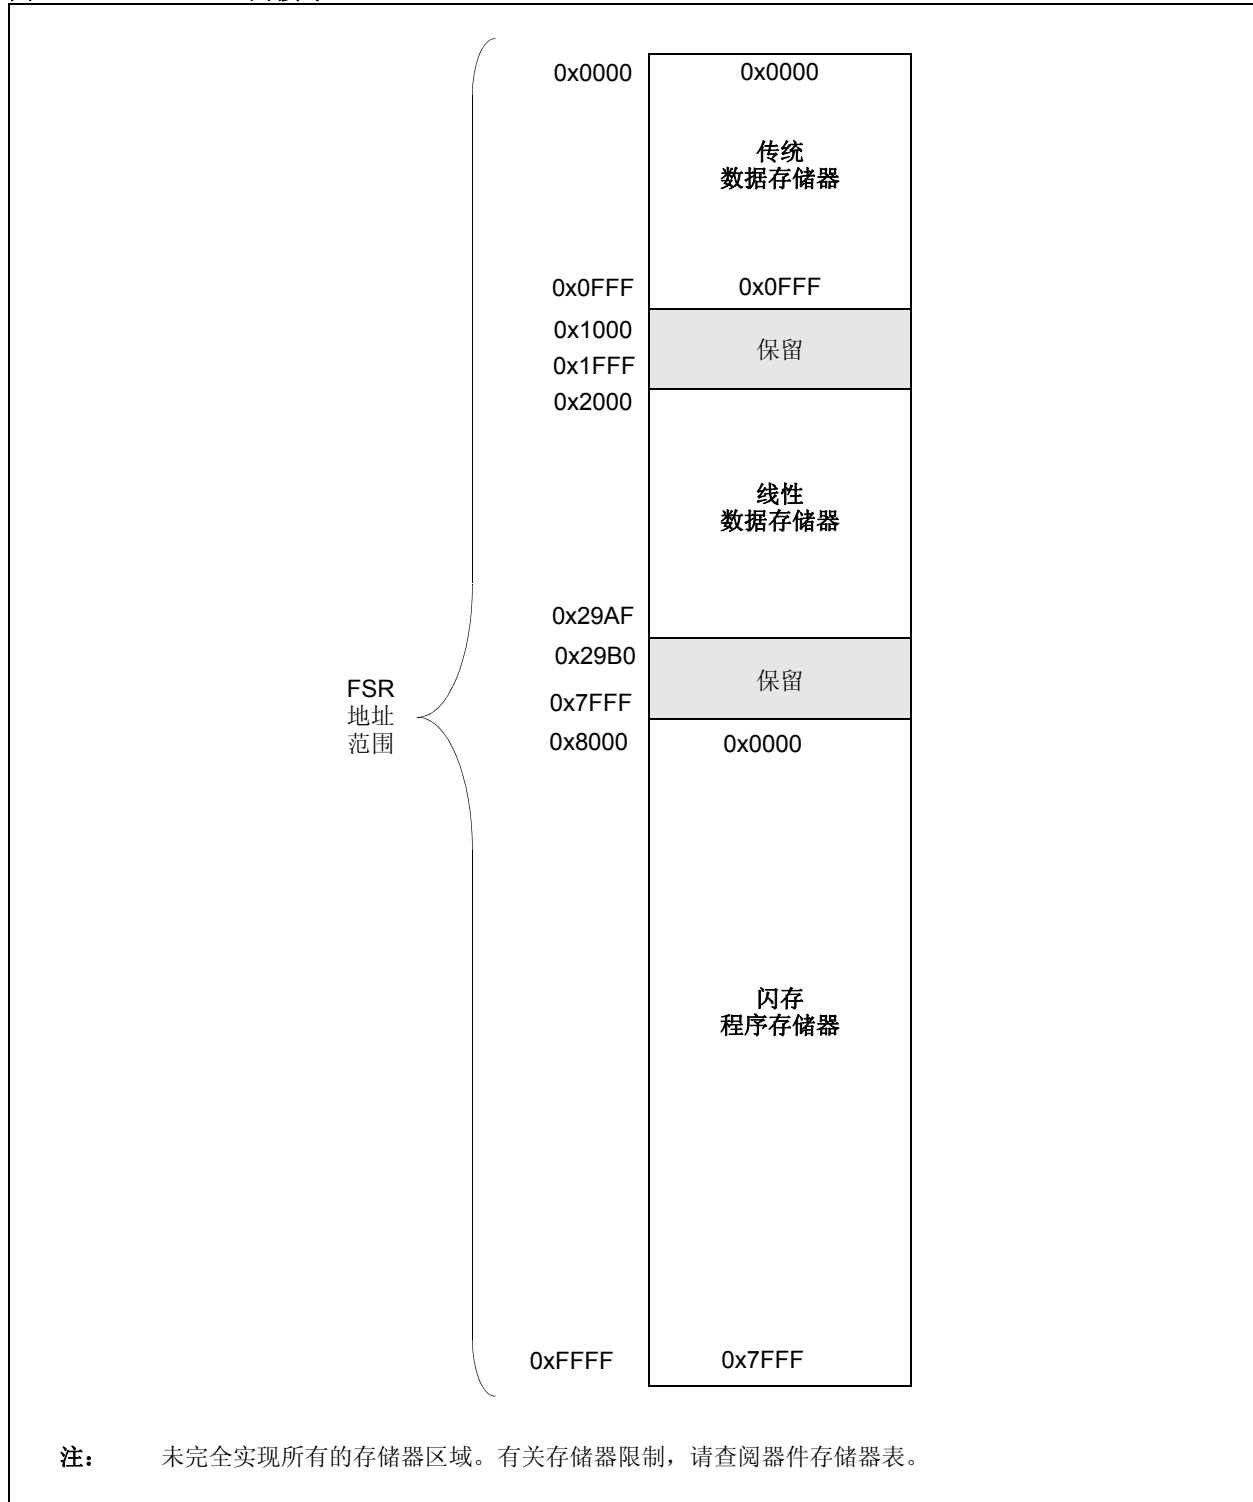 0x0000 0x0000
传统
数据存储器
0x0FFF 0x0FFF
0x1000
保留
0x1FFF
0x2000
线性
数据存储器
0x29AF
0x29B0
保留
FSR
地址
范围
0x7FFF
0x8000 0x0000
闪存
程序存储器
0xFFFF 0x7FFF
注： 未完全实现所有的存储器区域。有关存储器限制，请查阅器件存储器表。